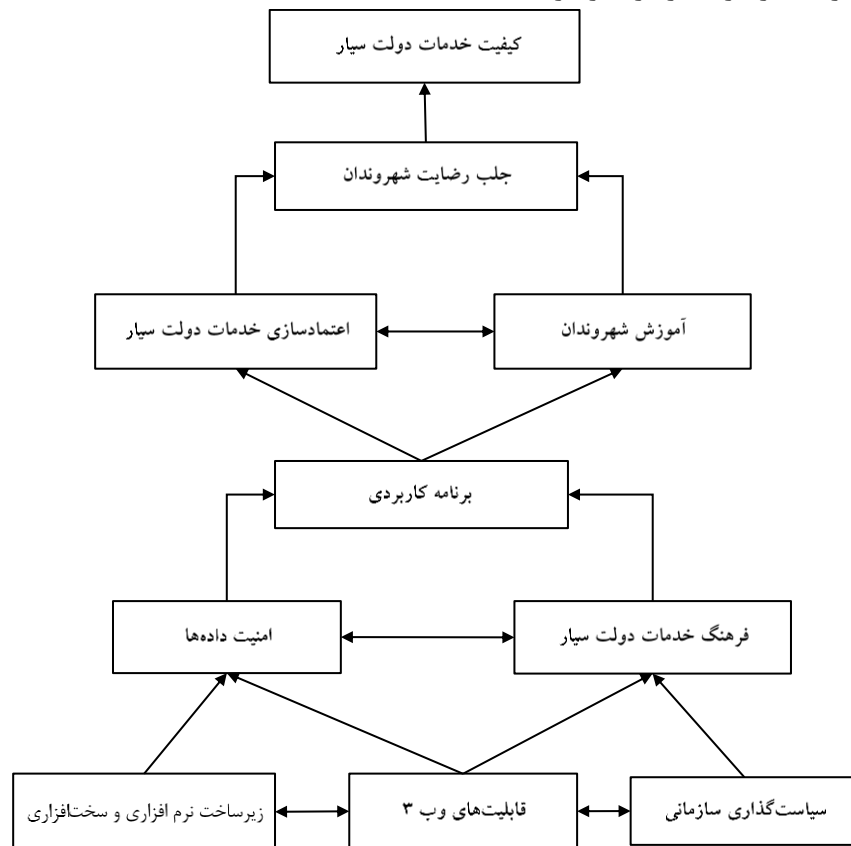 کیفیت خدمات دولت سیار
جلب رضایت شهروندان
آموزش شهروندان
اعتمادسازی خدمات دولت سیار
برنامه کاربردی
فرهنگ خدمات دولت سیار
امنیت داده‌ها
سیاست‌گذاری سازمانی
قابلیت‌های وب ۳
زیرساخت نرم افزاری و سخت‌افزاری